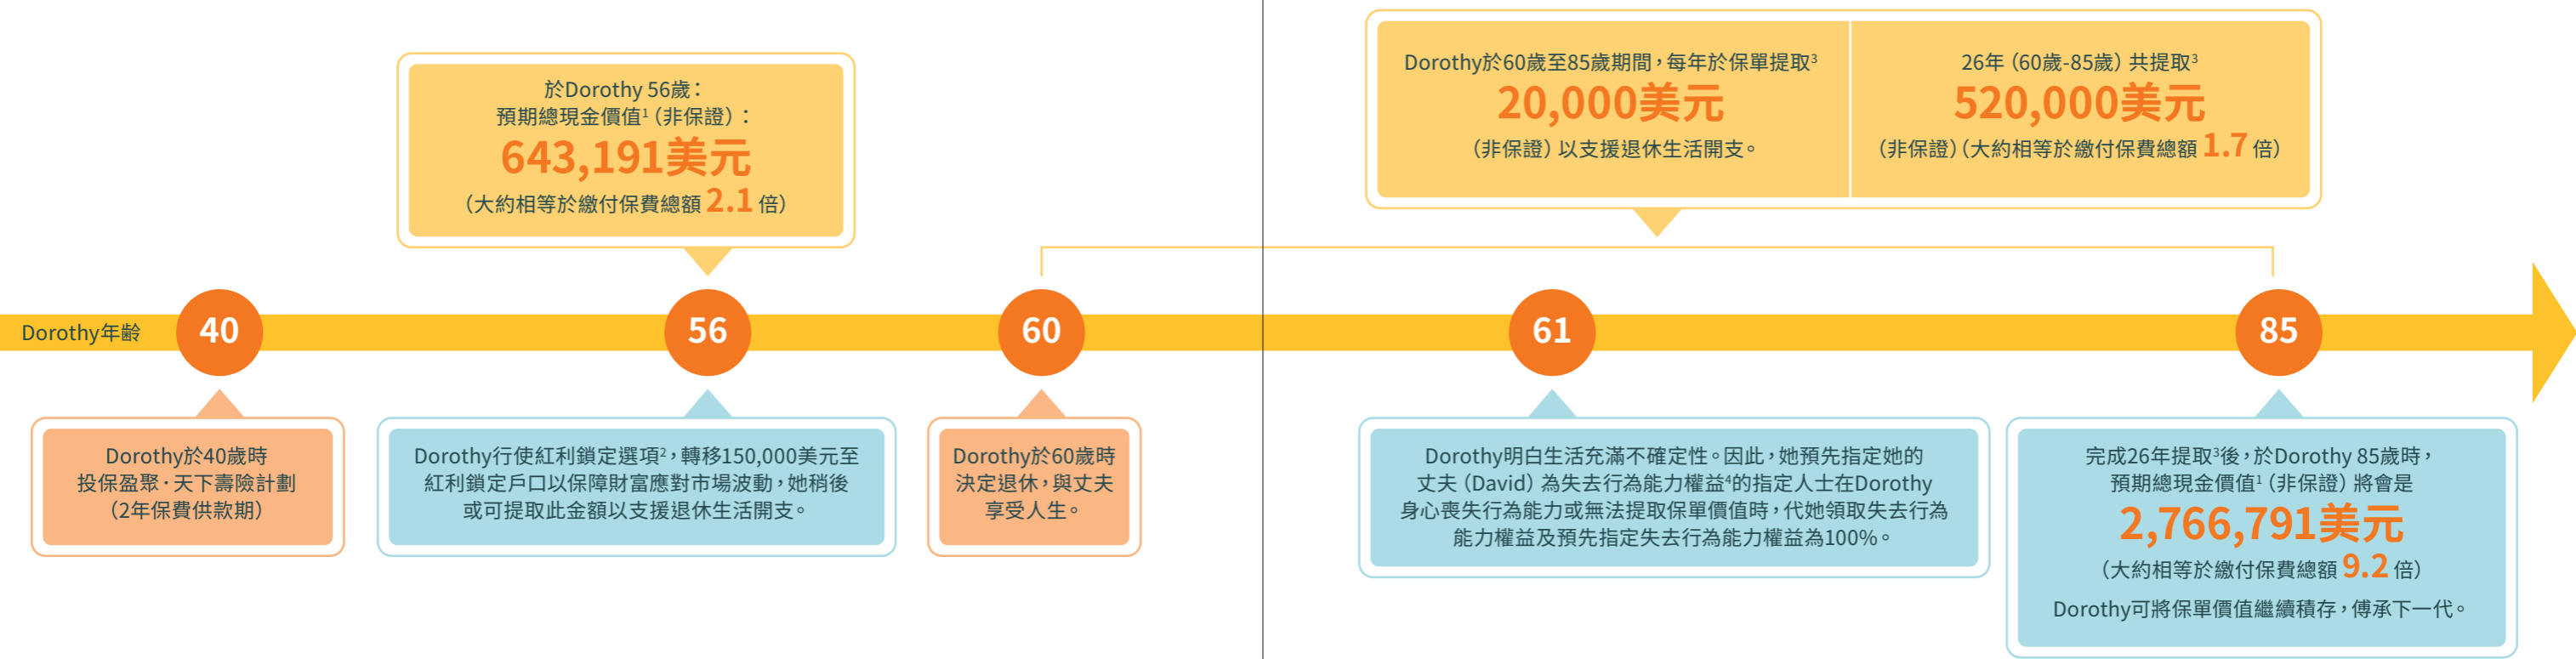 於Dorothy 56歲：
預期總現金價值¹（非保證）：
643,191美元
（大約相等於繳付保費總額 2.1 倍）
Dorothy於60歲至85歲期間，每年於保單提取³
20,000美元
（非保證）以支援退休生活開支。
26年（60歲-85歲）共提取³
520,000美元
（非保證）（大約相等於繳付保費總額 1.7 倍）
Dorothy年齡
40
56
60
61
85
Dorothy於40歲時
投保盈聚·天下壽險計劃
（2年保費供款期）
Dorothy行使紅利鎖定選項²，轉移150,000美元至
紅利鎖定戶口以保障財富應對市場波動，她稍後
或可提取此金額以支援退休生活開支。
Dorothy於60歲時
決定退休，與丈夫
享受人生。
Dorothy明白生活充滿不確定性。因此，她預先指定她的
丈夫（David）為失去行為能力權益⁴的指定人士在Dorothy
身心喪失行為能力或無法提取保單價值時，代她領取失去行為
能力權益及預先指定失去行為能力權益為100%。
完成26年提取³後，於Dorothy 85歲時，
預期總現金價值¹（非保證）將會是
2,766,791美元
（大約相等於繳付保費總額 9.2 倍）
Dorothy可將保單價值繼續積存，傅承下一代。